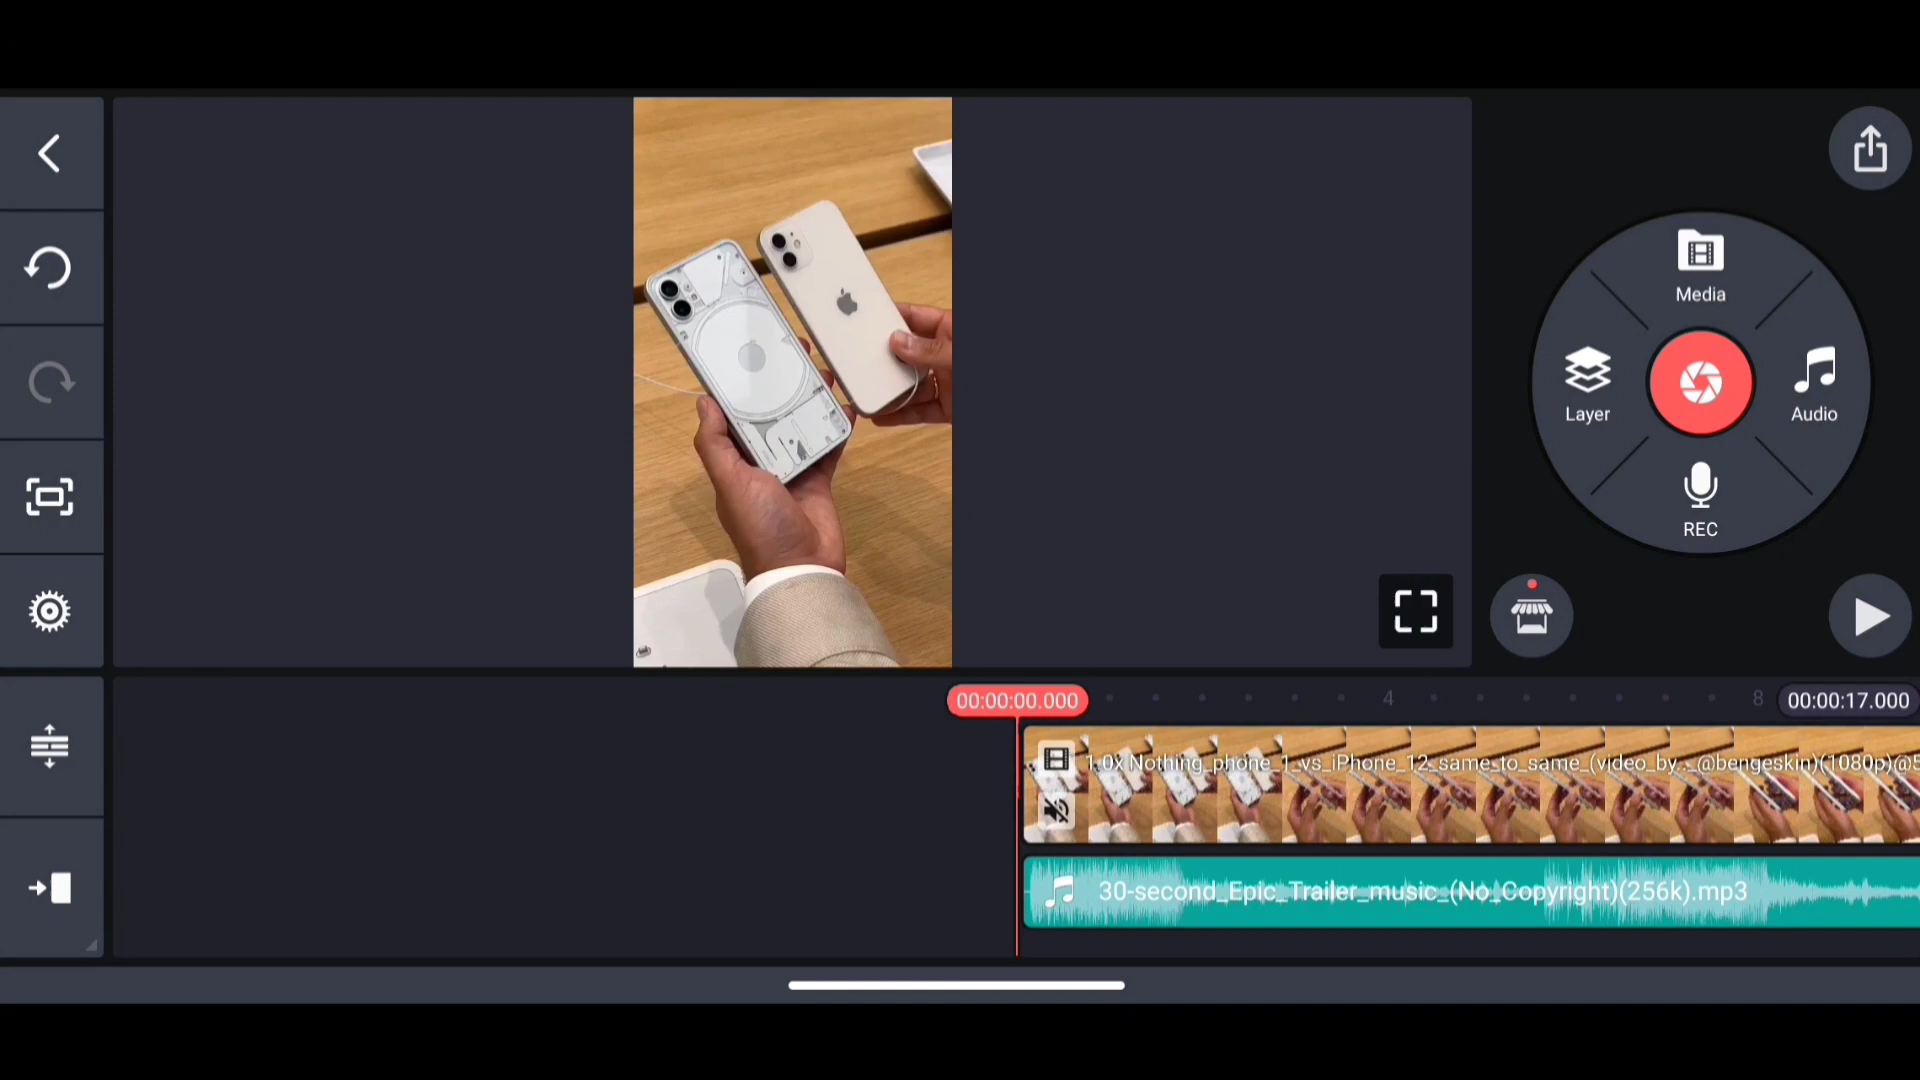 Media
Layer
Audio
REC
00:00:00.000
4
8
00:00:17.000
1.0x Nothing_phone_1_vs_iPhone_12_same_to_same_(video_by_._@bengeskin)(1080p)@5
30-second_Epic_Trailer_music_(No_Copyright)(256k).mp3